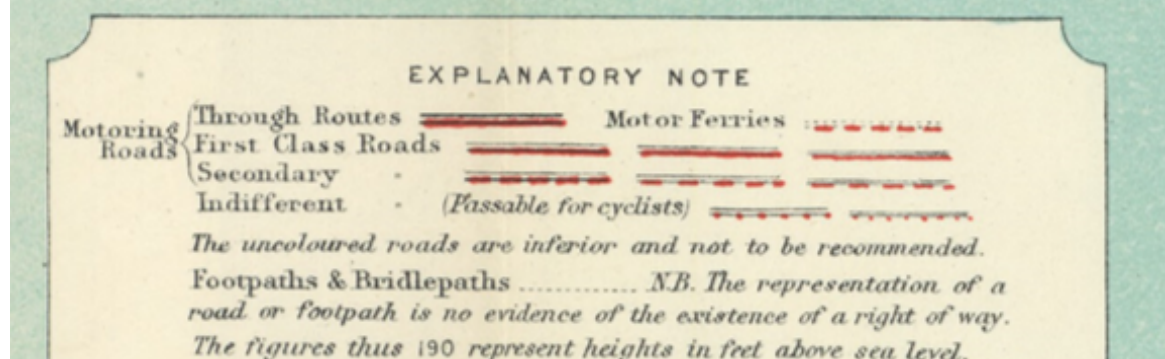 EXPLANATORY NOTE
Motoring Roads
Through Routes Motor Ferries
First Class Roads
Secondary "
Indifferent " (Passable for cyclists)
The uncoloured roads are inferior and not to be recommended.
Footpaths & Bridlepaths ............. N.B. The representation of a
road or footpath is no evidence of the existence of a right of way.
The figures thus 190 represent heights in feet above sea level.